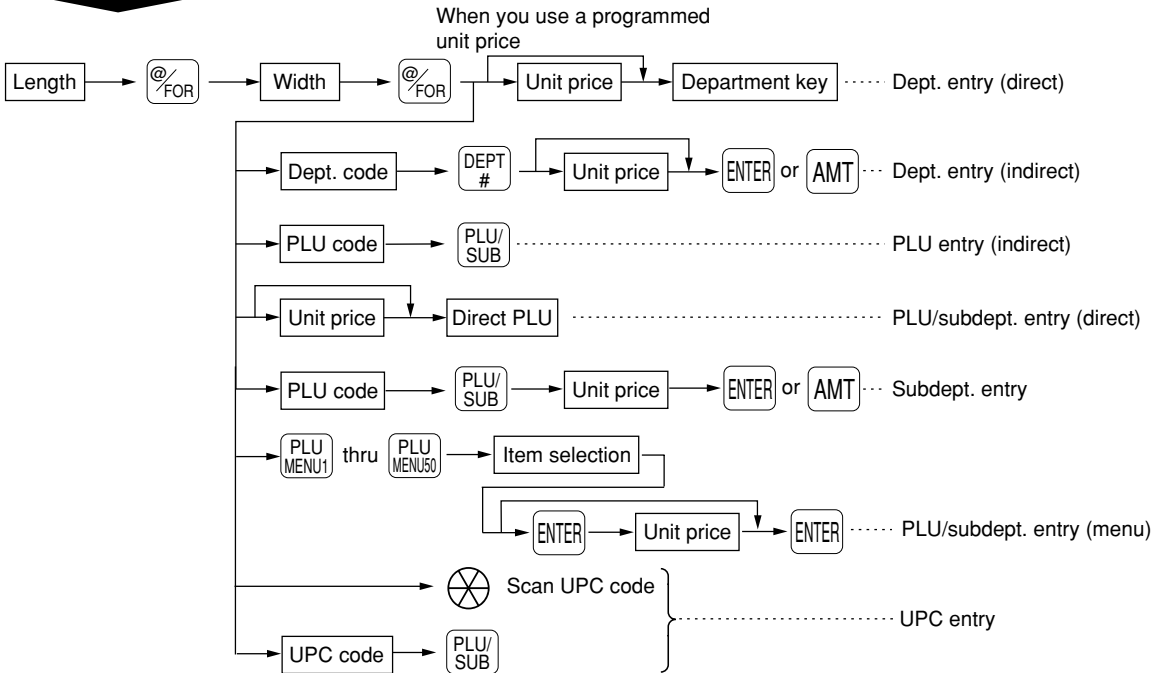 When you use a programmed
unit price
Length @/FOR Width @/FOR Unit price Department key Dept. entry (direct)
Dept. code DEPT # Unit price ENTER or AMT Dept. entry (indirect)
PLU code PLU/SUB PLU entry (indirect)
Unit price Direct PLU PLU/subdept. entry (direct)
PLU code PLU/SUB Unit price ENTER or AMT Subdept. entry
PLU MENU1 thru PLU MENU50 Item selection
ENTER Unit price ENTER PLU/subdept. entry (menu)
Scan UPC code
UPC entry
UPC code PLU/SUB